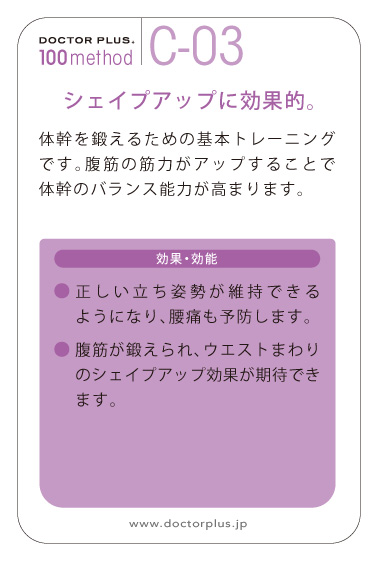 DOCTOR PLUS.
100method
C-03
シェイプアップに効果的。
体幹を鍛えるための基本トレーニング
です。腹筋の筋力がアップすることで
体幹のバランス能力が高まります。
効果・効能
● 正しい立ち姿勢が維持できる
ようになり、腰痛も予防します。
● 腹筋が鍛えられ、ウエストまわり
のシェイプアップ効果が期待でき
ます。
www.doctorplus.jp